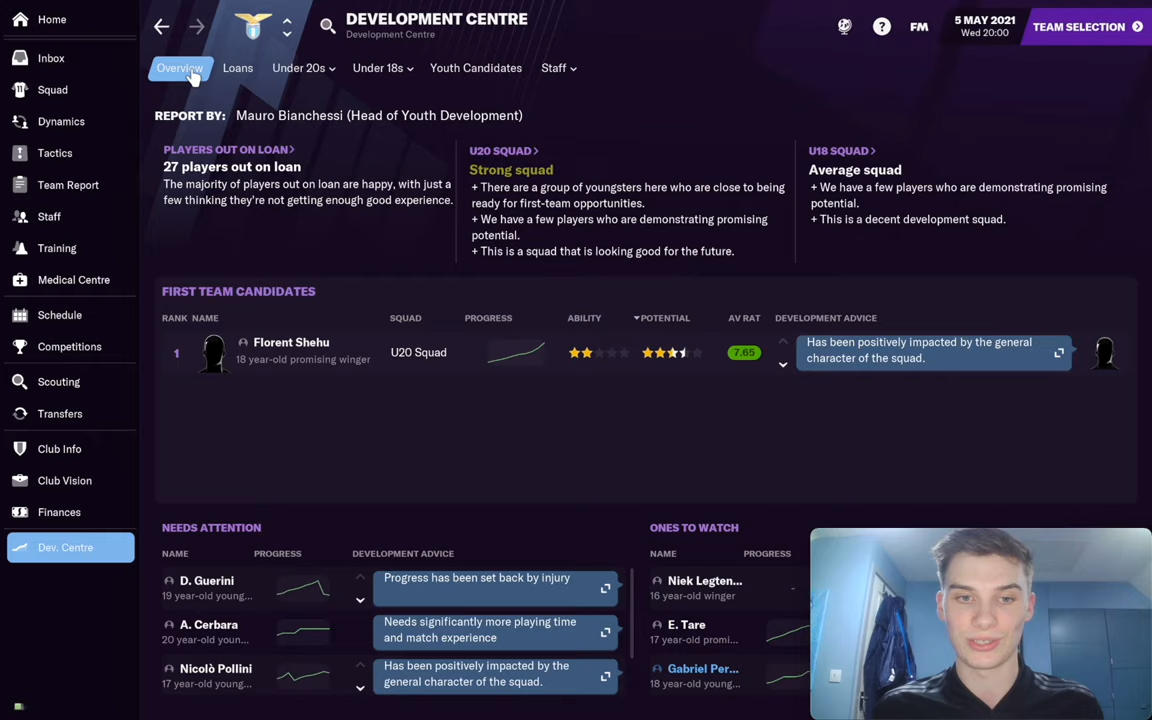 Home
Inbox
Squad
Dynamics
Tactics
Team Report
Staff
Training
Medical Centre
Schedule
Competitions
Scouting
Transfers
Club Info
Club Vision
Finances
Dev. Centre
DEVELOPMENT CENTRE
Development Centre
?
FM
5 MAY 2021
Wed 20:00
TEAM SELECTION
Overview
Loans
Under 20s
Under 18s
Youth Candidates
Staff
REPORT BY: Mauro Bianchessi (Head of Youth Development)
PLAYERS OUT ON LOAN>
27 players out on loan
The majority of players out on loan are happy, with just a
few thinking they're not getting enough good experience.
U20 SQUAD>
Strong squad
+ There are a group of youngsters here who are close to being
ready for first-team opportunities.
+ We have a few players who are demonstrating promising
potential.
+ This is a squad that is looking good for the future.
U18 SQUAD>
Average squad
+ We have a few players who are demonstrating promising
potential.
+ This is a decent development squad.
FIRST TEAM CANDIDATES
RANK NAME SQUAD PROGRESS ABILITY POTENTIAL AV RAT DEVELOPMENT ADVICE
1 Florent Shehu
18 year-old promising winger
U20 Squad
7.65
Has been positively impacted by the general
character of the squad.
NEEDS ATTENTION
NAME PROGRESS DEVELOPMENT ADVICE
D. Guerini
19 year-old young...
Progress has been set back by injury
A. Cerbara
20 year-old youn...
Needs significantly more playing time
and match experience
Nicolò Pollini
17 year-old young...
Has been positively impacted by the
general character of the squad.
ONES TO WATCH
NAME PROGRESS
Niek Legten...
16 year-old winger
-
E. Tare
17 year-old promi...
Gabriel Per...
18 year-old young...